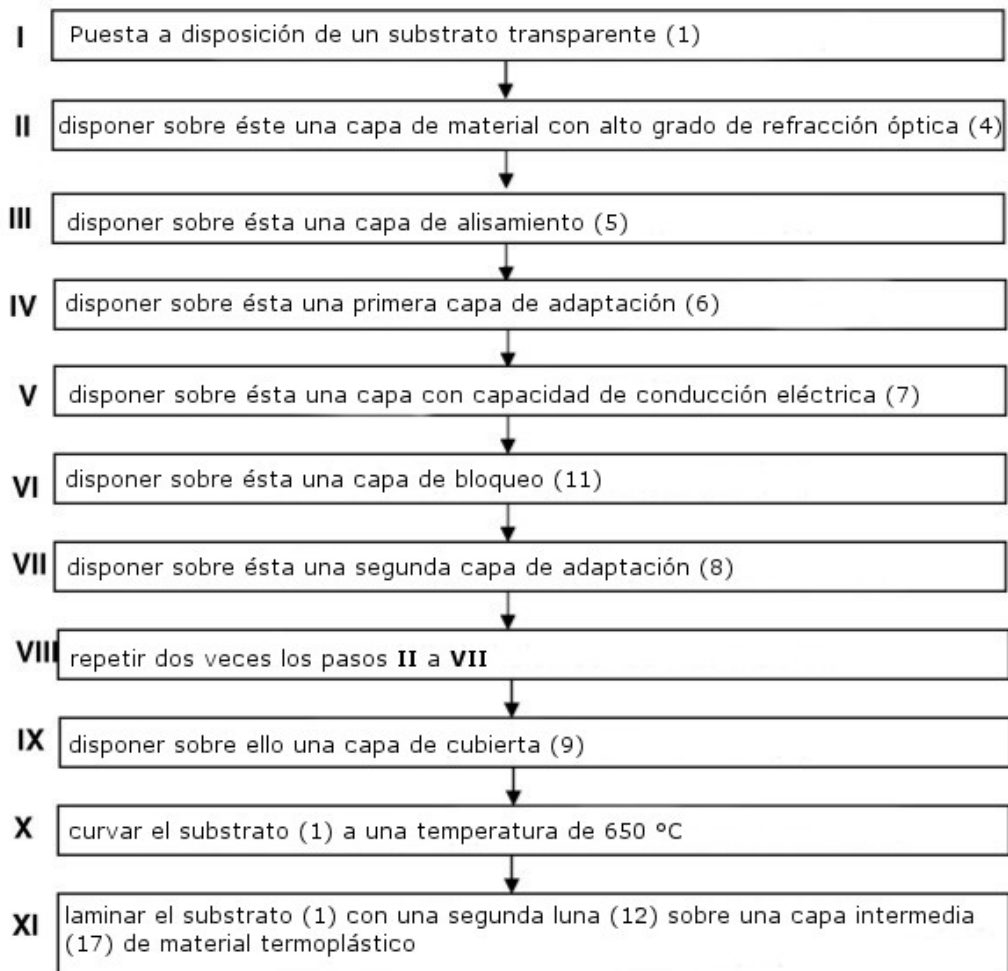 I Puesta a disposición de un substrato transparente (1)
II disponer sobre éste una capa de material con alto grado de refracción óptica (4)
III disponer sobre ésta una capa de alisamiento (5)
IV disponer sobre ésta una primera capa de adaptación (6)
V disponer sobre ésta una capa con capacidad de conducción eléctrica (7)
VI disponer sobre ésta una capa de bloqueo (11)
VII disponer sobre ésta una segunda capa de adaptación (8)
VIII repetir dos veces los pasos II a VII
IX disponer sobre ello una capa de cubierta (9)
X curvar el substrato (1) a una temperatura de 650 ºC
XI laminar el substrato (1) con una segunda luna (12) sobre una capa intermedia
(17) de material termoplástico